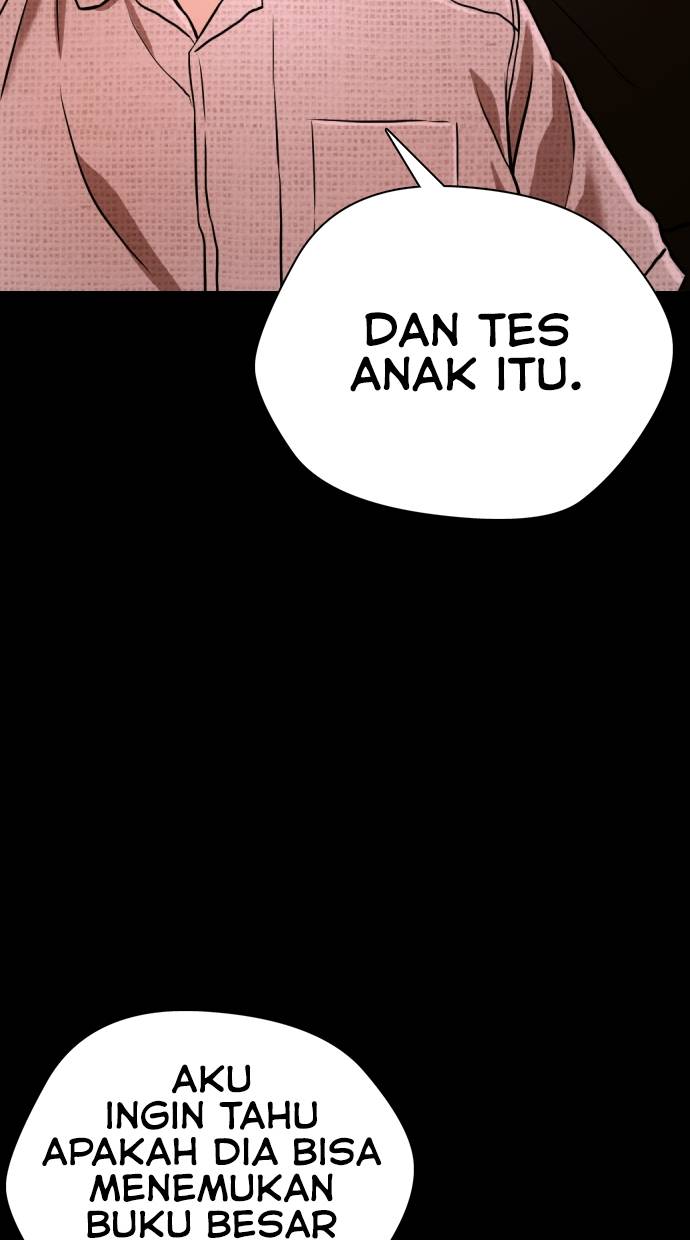 DAN TES
ANAK ITU.
AKU
INGIN TAHU
APAKAH DIA BISA
MENEMUKAN
BUKU BESAR